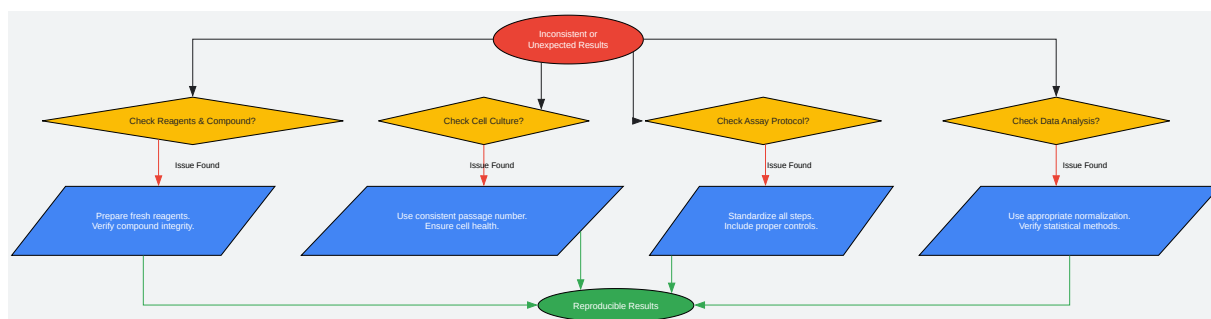 Inconsistent or
Unexpected Results
Check Reagents & Compound?
Check Cell Culture?
Check Assay Protocol?
Check Data Analysis?
Issue Found
Issue Found
Issue Found
Issue Found
Prepare fresh reagents.
Verify compound integrity.
Use consistent passage number.
Ensure cell health.
Standardize all steps.
Include proper controls.
Use appropriate normalization.
Verify statistical methods.
Reproducible Results